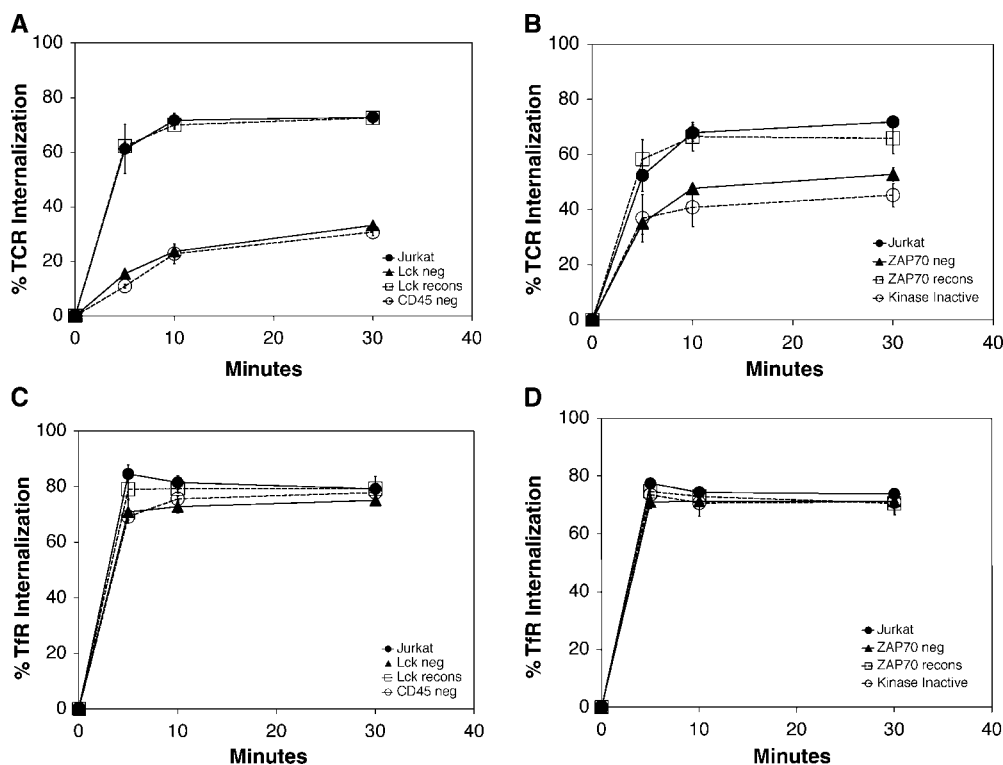 A
% TCR Internalization
100
80
60
40
20
0
0 10 20 30 40
Minutes
Jurkat
Lck neg
Lck recons
CD45 neg
B
% TCR Internalization
100
80
60
40
20
0
0 10 20 30 40
Minutes
Jurkat
ZAP70 neg
ZAP70 recons
Kinase Inactive
C
% TfR Internalization
100
80
60
40
20
0
0 10 20 30 40
Minutes
Jurkat
Lck neg
Lck recons
CD45 neg
D
% TfR Internalization
100
80
60
40
20
0
0 10 20 30 40
Minutes
Jurkat
ZAP70 neg
ZAP70 recons
Kinase Inactive